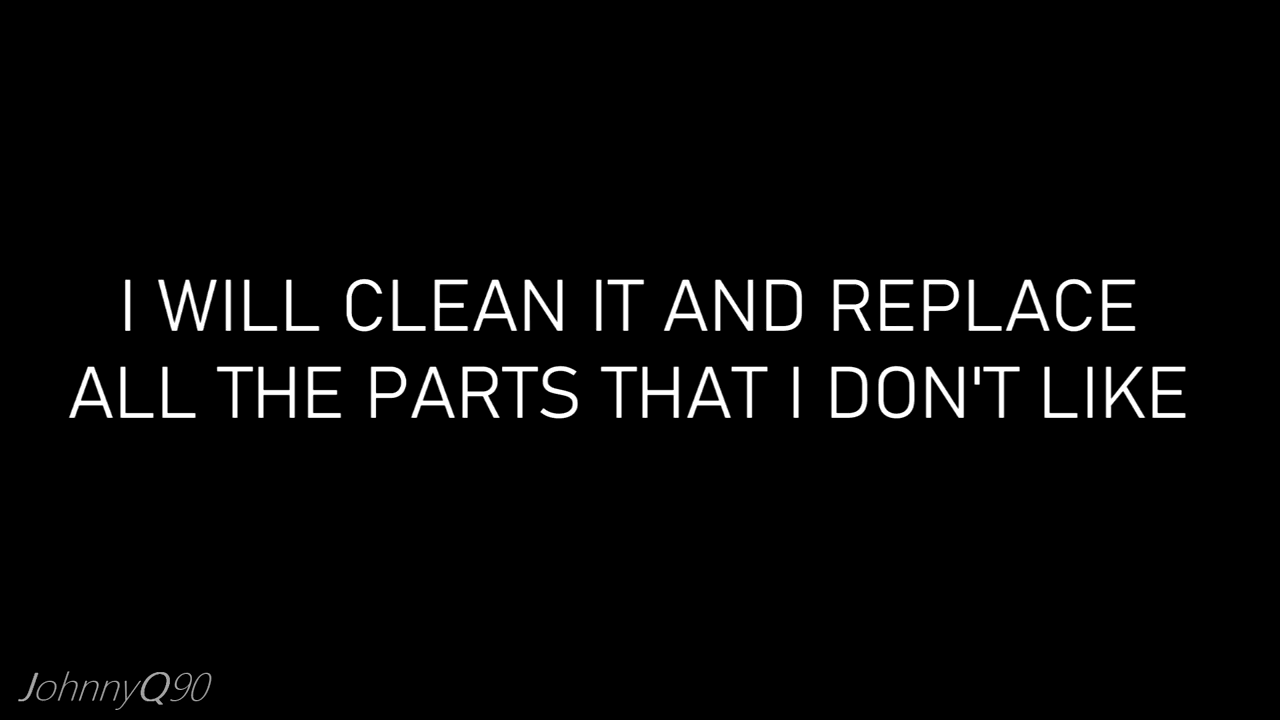 I WILL CLEAN IT AND REPLACE
ALL THE PARTS THAT I DON'T LIKE
JohnnyQ90